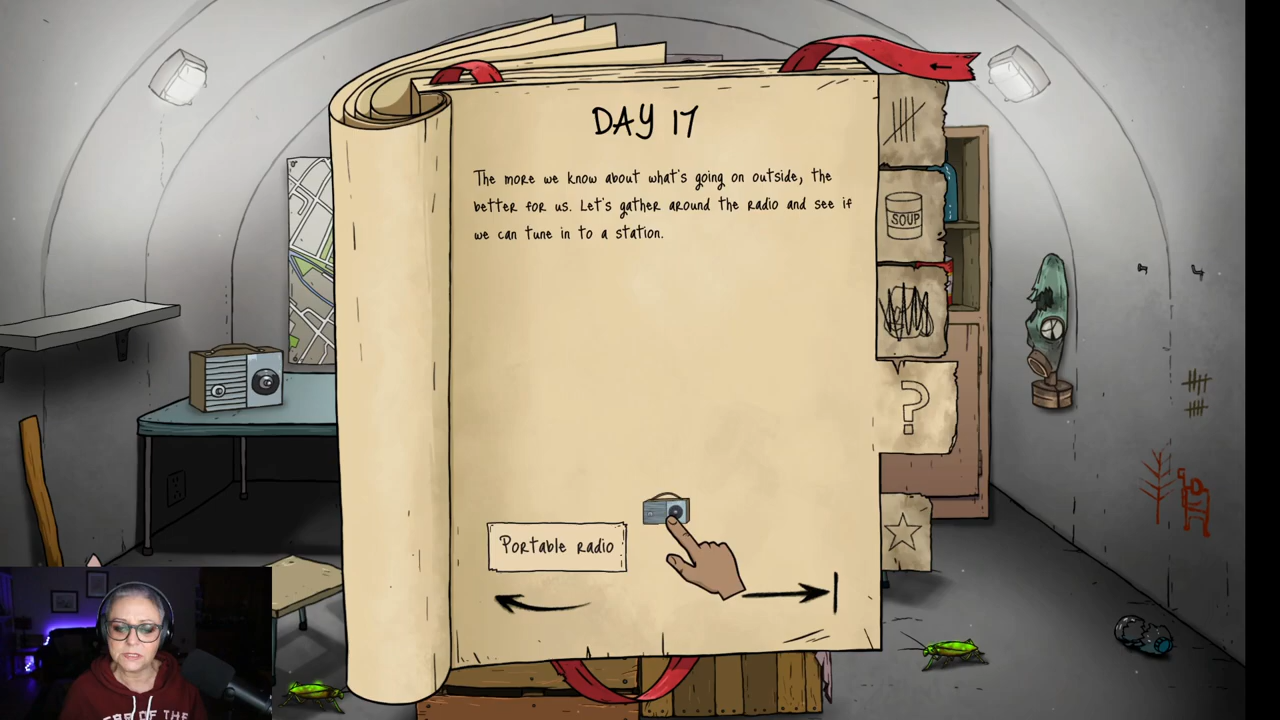 DAY 17
The more we know about what's going on outside, the
better for us. Let's gather around the radio and see if
we can tune in to a station.
SOUP
?
Portable radio